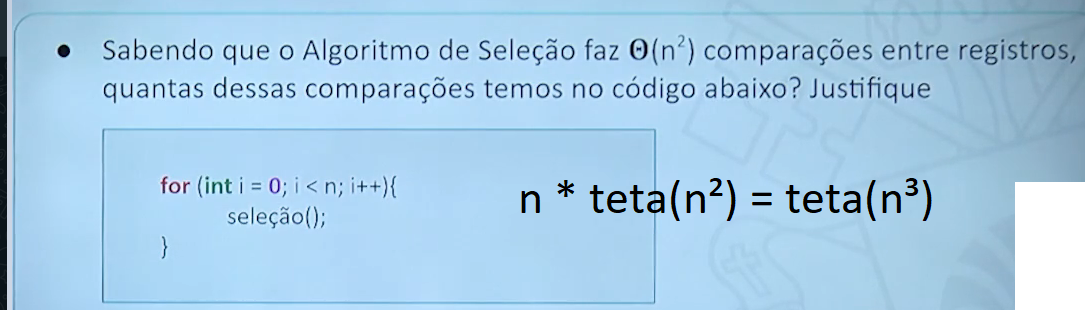 • Sabendo que o Algoritmo de Seleção faz Θ(n²) comparações entre registros,
quantas dessas comparações temos no código abaixo? Justifique
for (int i = 0; i < n; i++){
seleção();
}
n * teta(n²) = teta(n³)